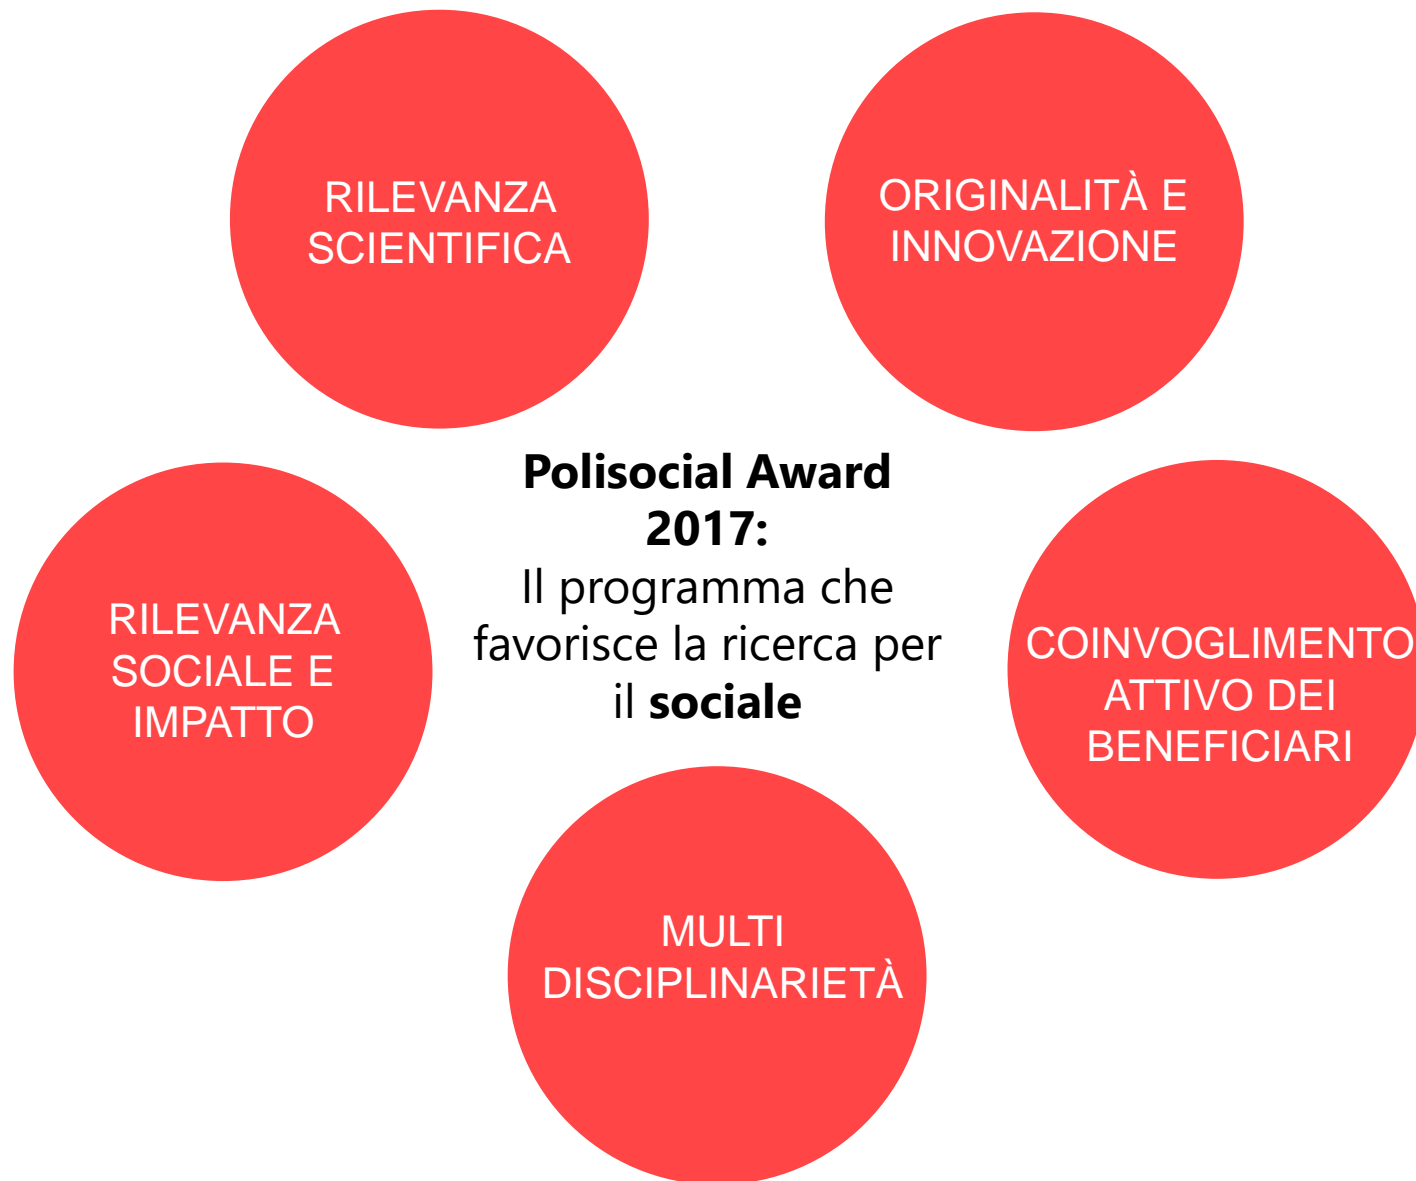 RILEVANZA
SCIENTIFICA
ORIGINALITÀ E
INNOVAZIONE
Polisocial Award
2017:
Il programma che
favorisce la ricerca per
il sociale
RILEVANZA
SOCIALE E
IMPATTO
COINVOGLIMENTO
ATTIVO DEI
BENEFICIARI
MULTI
DISCIPLINARIETÀ